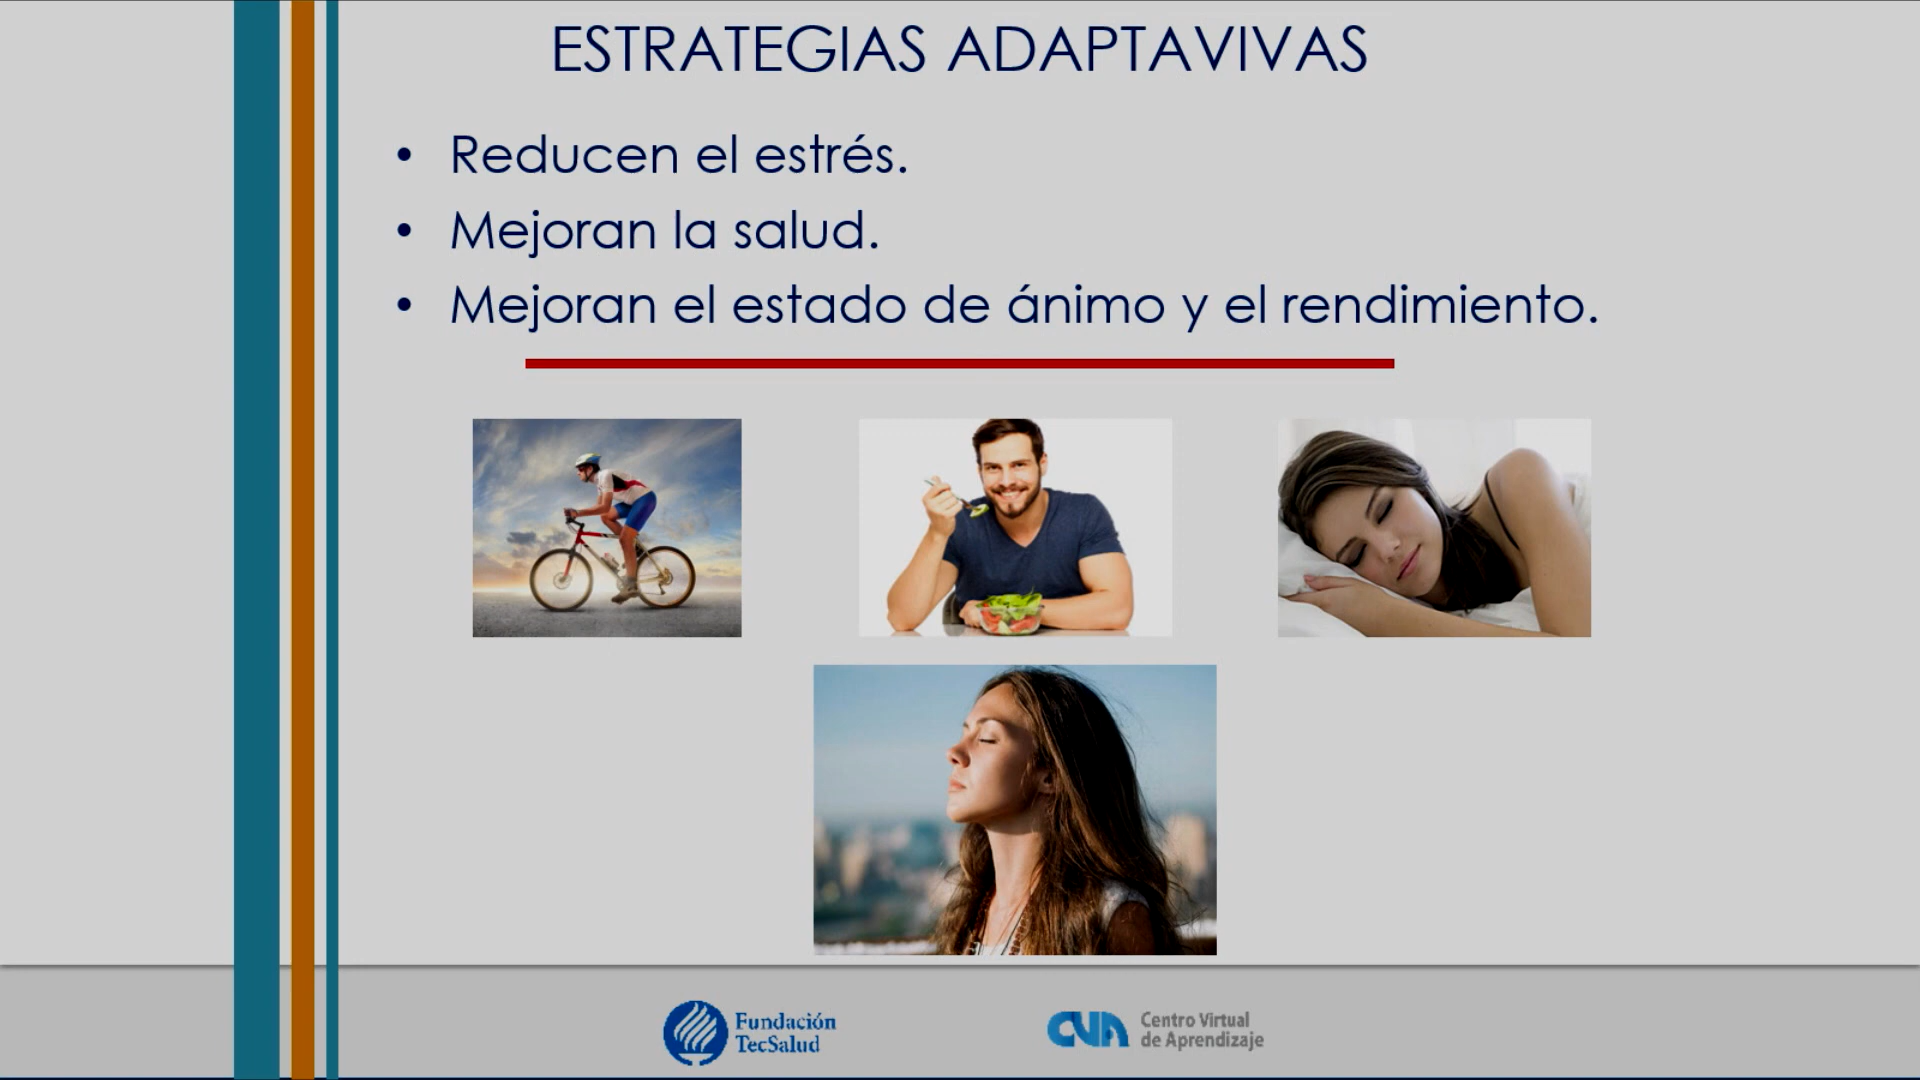 ESTRATEGIAS ADAPTAVIVAS
• Reducen el estrés.
• Mejoran la salud.
• Mejoran el estado de ánimo y el rendimiento.
Fundación
TecSalud
CVA
Centro Virtual
de Aprendizaje